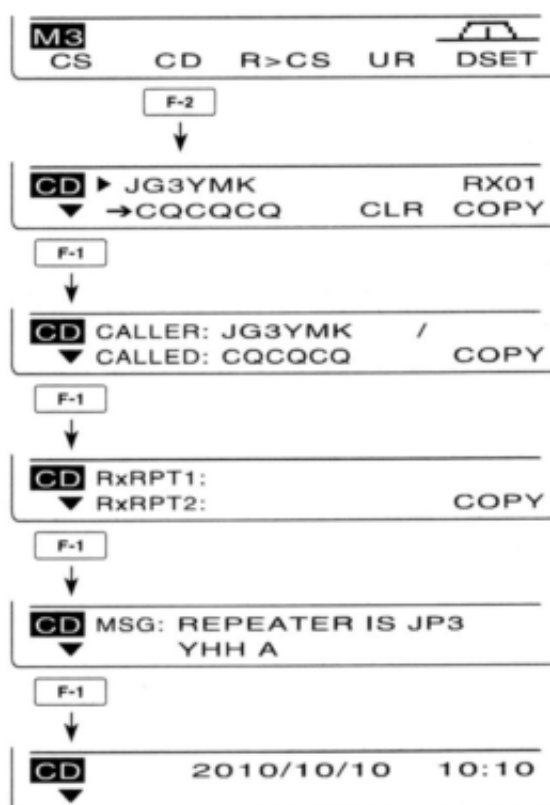 M3
CS CD R>CS UR DSET
F-2
CD ▶ JG3YMK RX01
▼ →CQCQCQ CLR COPY
F-1
CD CALLER: JG3YMK /
▼ CALLED: CQCQCQ COPY
F-1
CD RxRPT1:
▼ RxRPT2: COPY
F-1
CD MSG: REPEATER IS JP3
▼ YHH A
F-1
CD 2010/10/10 10:10
▼